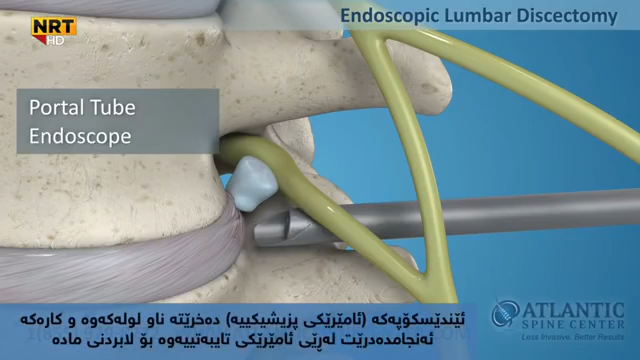 NRT
HD
Endoscopic Lumbar Discectomy
Portal Tube
Endoscope
ئێندێسکۆپەکە (ئامێرێکی پزیشکییە) دەخرێتە ناو لولەکەوە و کارەکە
ئەنجامدەدرێت لەڕێی ئامێرێکی تایبەتییەوە بۆ لابردنی مادە
ATLANTIC
SPINE CENTER
Less Invasive. Better Results